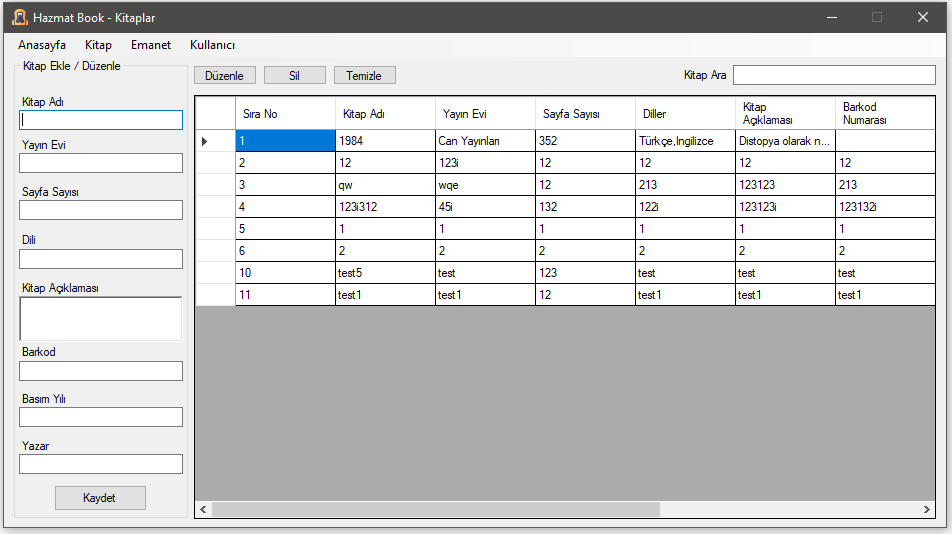 Hazmat Book - Kitaplar
Anasayfa Kitap Emanet Kullanıcı
Kitap Ekle / Düzenle
Kitap Adı
Yayın Evi
Sayfa Sayısı
Dili
Kitap Açıklaması
Barkod
Basım Yılı
Yazar
Kaydet
Düzenle Sil Temizle Kitap Ara
Sıra No Kitap Adı Yayın Evi Sayfa Sayısı Diller Kitap Açıklaması Barkod Numarası
1 1984 Can Yayınları 352 Türkçe,İngilizce Distopya olarak n...
2 12 123i 12 12 12 12
3 qw wqe 12 213 123123 213
4 123i312 45i 132 122i 123123i 123132i
5 1 1 1 1 1 1
6 2 2 2 2 2 2
10 test5 test 123 test test test
11 test1 test1 12 test1 test1 test1